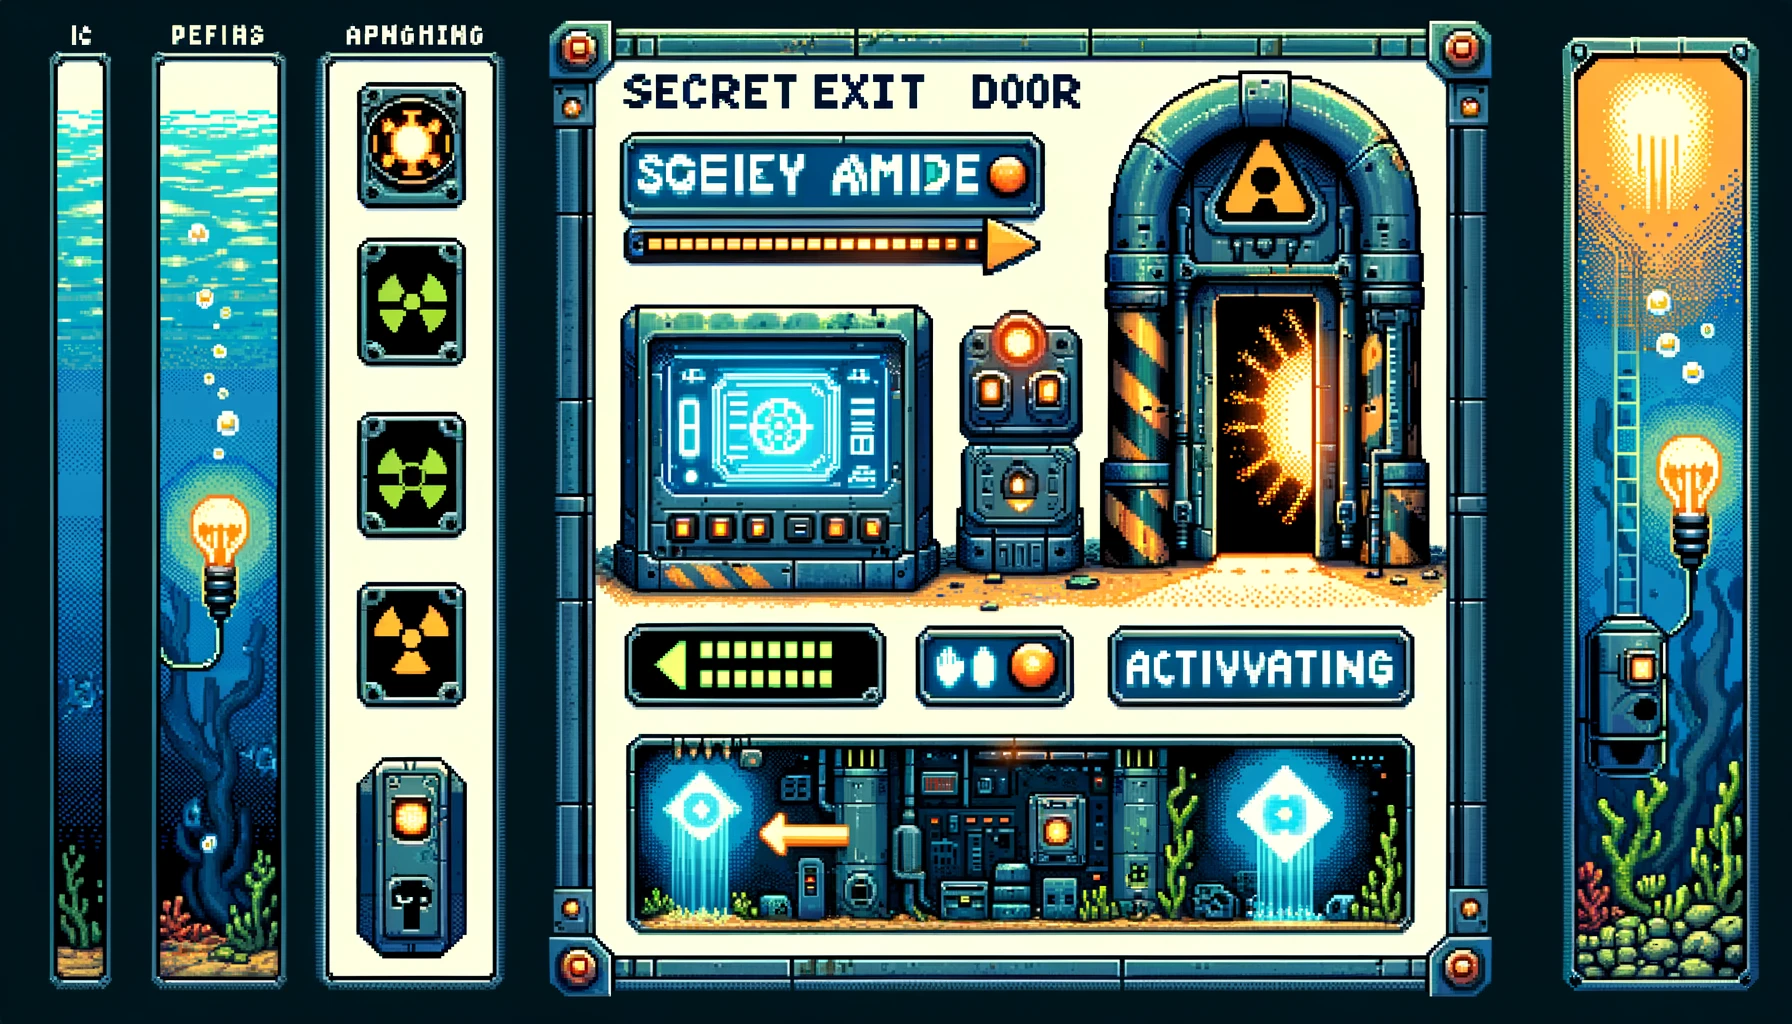 IC
PEFIHS
APNGHING
SECRET EXIT DOOR
SGEIEY AMIDE
ACTIVVATING